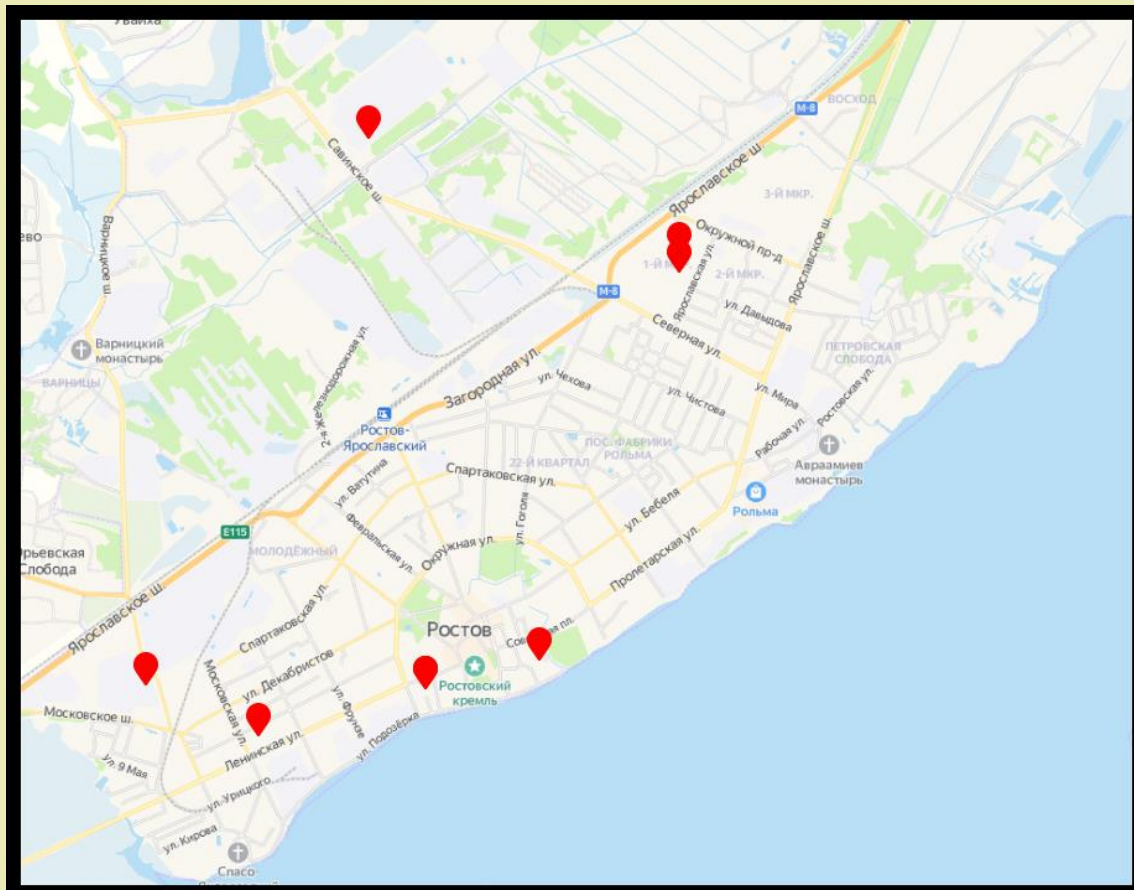 Увайха
ВОСХОД
М-8
Савинское ш.
Ярославское ш.
3-Й МКР.
Варницкое ш.
Окружной пр-д
1-Й
2-Й МКР.
Ярославская ул.
Ярославское ш.
М-8
ул. Давыдова
Северная ул.
Варницкий
монастырь
ПЕТРОВСКАЯ
СЛОБОДА
ВАРНИЦЫ
2-я Железнодорожная ул.
Загородная ул.
ул. Чехова
ул. Чистова
ул. Мира
Ростовская ул.
Ростов-
Ярославский
ПОС. ФАБРИКИ
РОЛЬМА
Рабочая ул.
22-Й КВАРТАЛ
Авраамиев
монастырь
Спартаковская ул.
ул. Ватутина
ул. Гоголя
ул. Бебеля
Рольма
Е115
Февральская ул.
Окружная ул.
МОЛОДЁЖНЫЙ
Слобода
Пролетарская ул.
Ярославское ш.
Спартаковская ул.
Ростов
пл.
ул. Декабристов
Московская ул.
Ростовский
кремль
Московское ш.
ул. Фрунзе
ул. Подозёрка
Ленинская ул.
ул. 9 Мая
ул. Урицкого
ул. Кирова
Спасо-